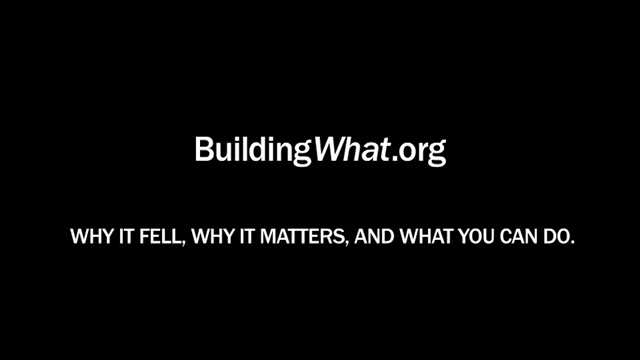 BuildingWhat.org
WHY IT FELL, WHY IT MATTERS, AND WHAT YOU CAN DO.